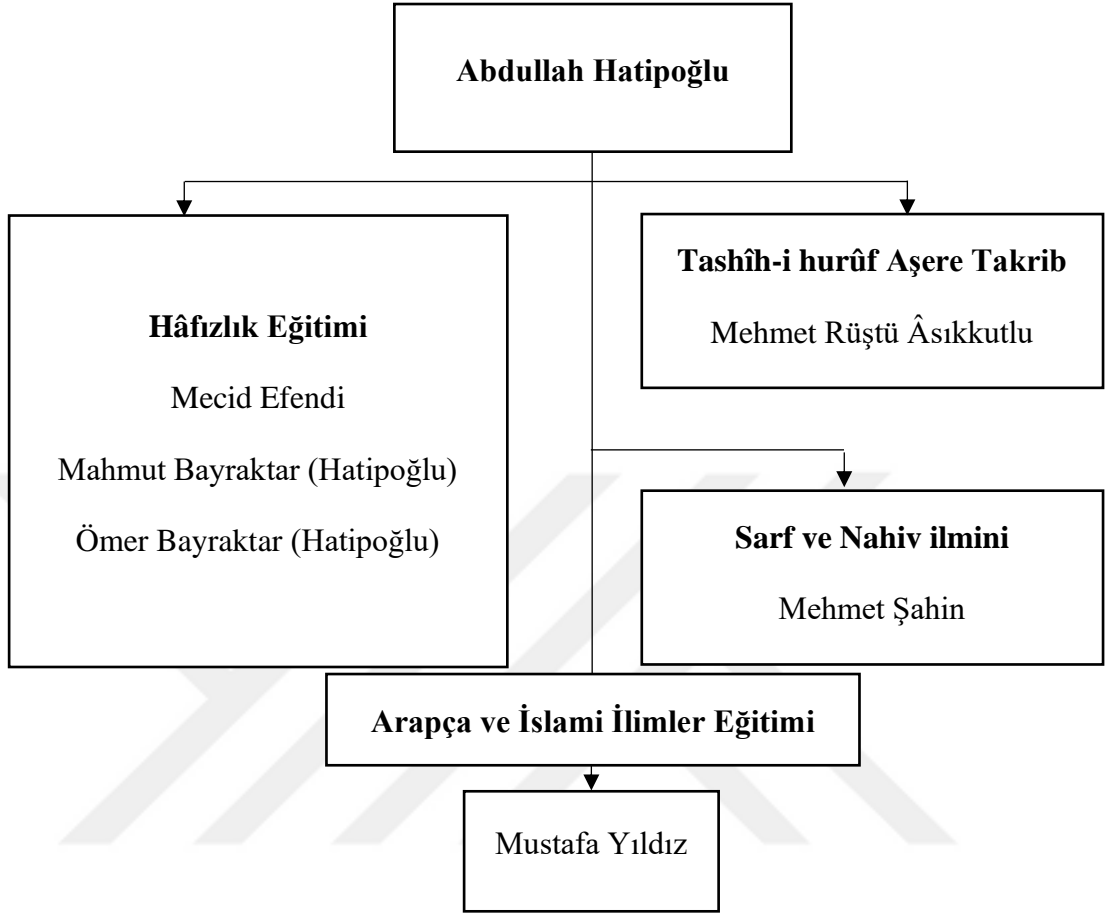 Abdullah Hatipoğlu
Hâfızlık Eğitimi
Mecid Efendi
Mahmut Bayraktar (Hatipoğlu)
Ömer Bayraktar (Hatipoğlu)
Tashîh-i hurûf Aşere Takrib
Mehmet Rüştü Âsıkkutlu
Sarf ve Nahiv ilmini
Mehmet Şahin
Arapça ve İslami İlimler Eğitimi
Mustafa Yıldız